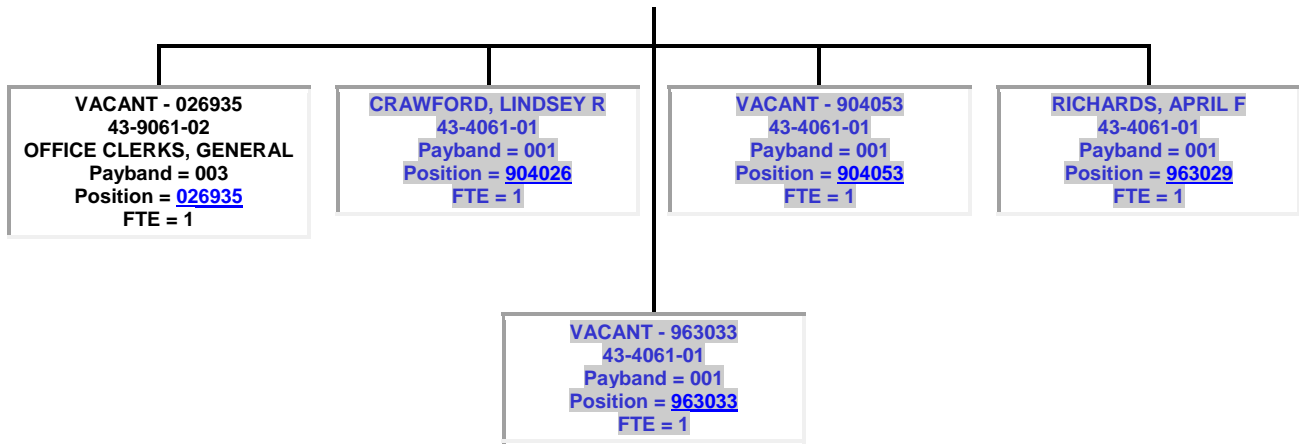 VACANT - 026935
43-9061-02
OFFICE CLERKS, GENERAL
Payband = 003
Position = 026935
FTE = 1
CRAWFORD, LINDSEY R
43-4061-01
Payband = 001
Position = 904026
FTE = 1
VACANT - 904053
43-4061-01
Payband = 001
Position = 904053
FTE = 1
RICHARDS, APRIL F
43-4061-01
Payband = 001
Position = 963029
FTE = 1
VACANT - 963033
43-4061-01
Payband = 001
Position = 963033
FTE = 1